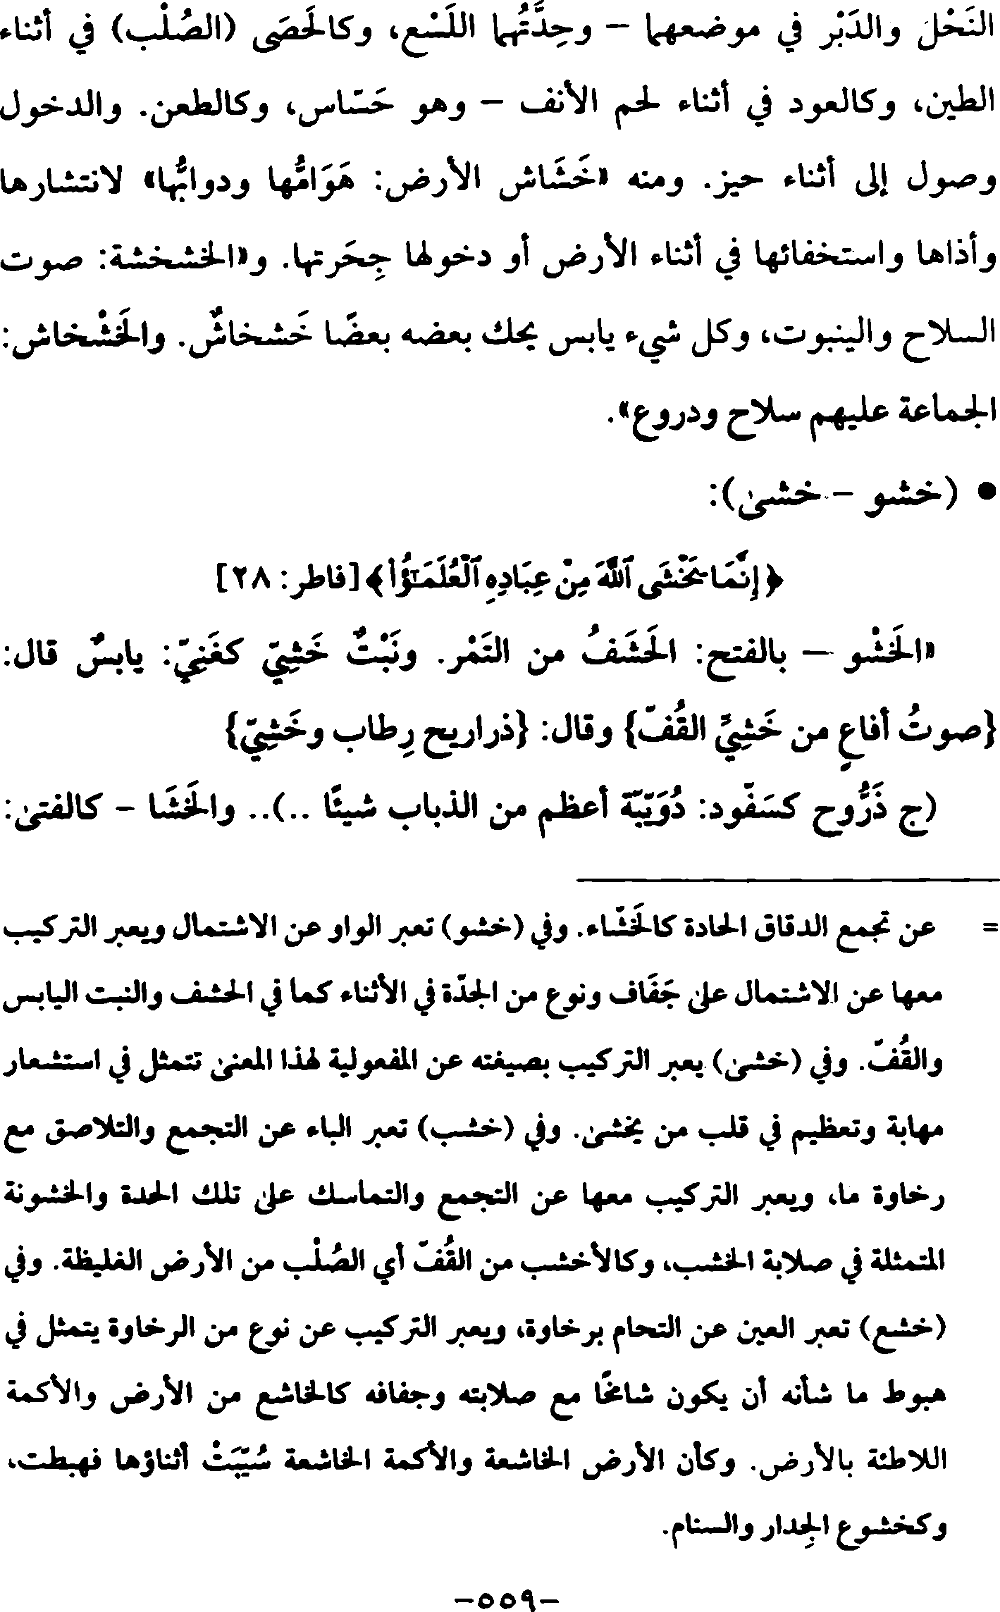 النَحْل والدَبْر في موضعهما – وحِدَّتُهما اللَسْع، وكالحَصَى (الصُلْب) في أثناء
الطين، وكالعود في أثناء لحم الأنف – وهو حَسّاس، وكالطعن. والدخول
وصول إلى أثناء حيز. ومنه «خَشَاش الأرض: هَوَامُّها ودوابُّها» لانتشارها
وأذاها واستخفائها في أثناء الأرض أو دخولها جِحَرتها. و«الخشخشة: صوت
السلاح والينبوت، وكل شيء يابس يحك بعضه بعضًا خَشخاشٌ. والخَشْخاش:
الجماعة عليهم سلاح ودروع».
● (خشو – خشىٰ):
﴿إِنَّمَا يَخْشَى ٱللَّهَ مِنْ عِبَادِهِ ٱلْعُلَمَـٰٓؤُا۟﴾ [فاطر: ٢٨]
«الخَشْو – بالفتح: الحَشَفُ من التَمْر. ونَبْتٌ خَشِيّ كغَنِيّ: يابسٌ قال:
{صوتُ أفاعٍ من خَشِيِّ القُفّ} وقال: {ذراريح رِطاب وخَشِيّ}
(ج ذَرُّوح كسَفّود: دُوَيّبّة أعظم من الذباب شيئًا ..).. والخَشَا – كالفتىٰ:
= عن تجمع الدقاق الحادة كالخَشّاء. وفي (خشو) تعبر الواو عن الاشتمال ويعبر التركيب
معها عن الاشتمال علىٰ جَفَاف ونوع من الحِدّة في الأثناء كما في الحشف والنبت اليابس
والقُفّ. وفي (خشىٰ) يعبر التركيب بصيغته عن المفعولية لهذا المعنىٰ تتمثل في استشعار
مهابة وتعظيم في قلب من يخشىٰ. وفي (خشب) تعبر الباء عن التجمع والتلاصق مع
رخاوة ما، ويعبر التركيب معها عن التجمع والتماسك علىٰ تلك الحدة والخشونة
المتمثلة في صلابة الخشب، وكالأخشب من القُفّ أي الصُلْب من الأرض الغليظة. وفي
(خشع) تعبر العين عن التحام برخاوة، ويعبر التركيب عن نوع من الرخاوة يتمثل في
هبوط ما شأنه أن يكون شامخًا مع صلابته وجفافه كالخاشع من الأرض والأكمة
اللاطئة بالأرض. وكأن الأرض الخاشعة والأكمة الخاشعة سُيّبَتْ أثناؤها فهبطت،
وكخشوع الجِدار والسنام.
-٥٥٩-